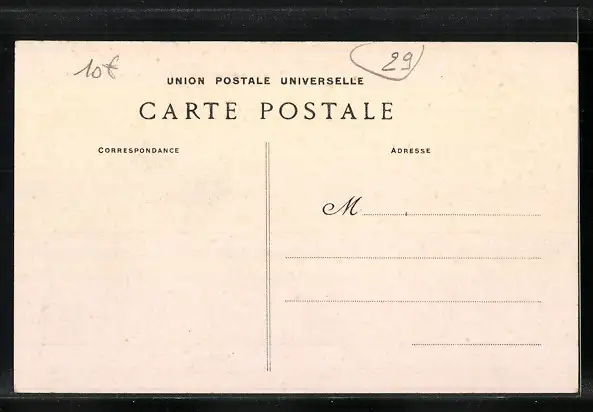 10€
29
UNION POSTALE UNIVERSELLE
CARTE POSTALE
CORRESPONDANCE
ADRESSE
M